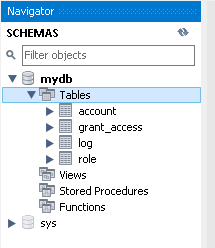 Navigator
SCHEMAS
Filter objects
mydb
Tables
account
grant_access
log
role
Views
Stored Procedures
Functions
sys